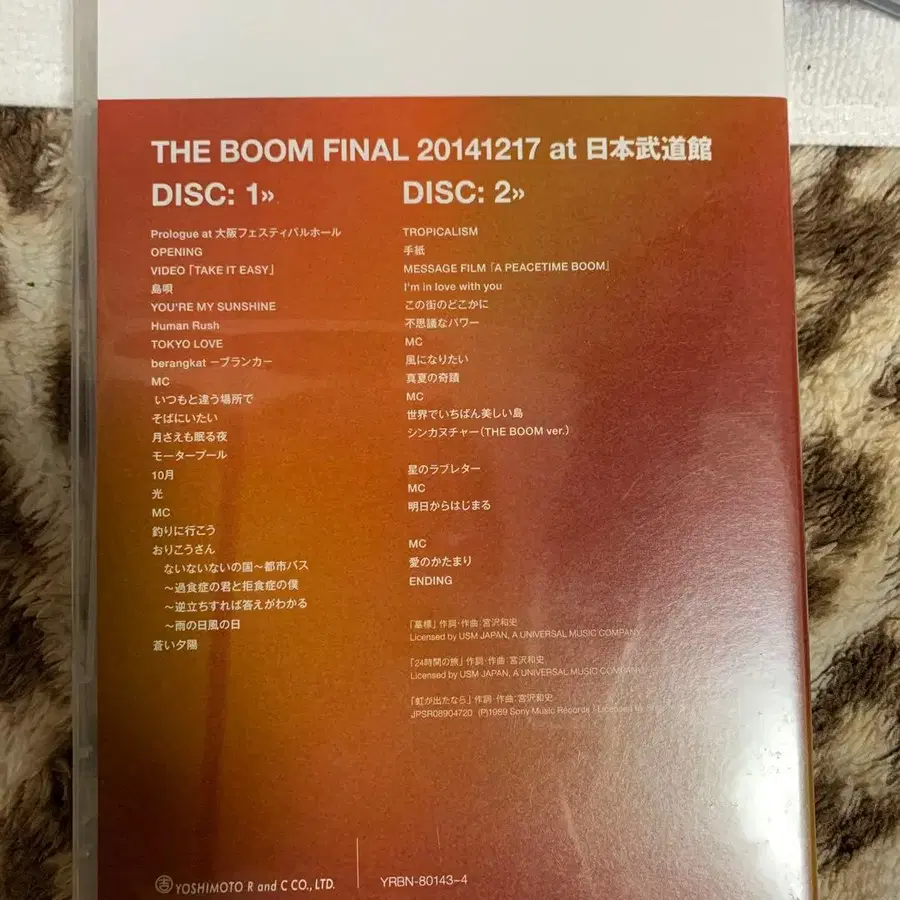 THE BOOM FINAL 20141217 at 日本武道館
DISC: 1»
Prologue at 大阪フェスティバルホール
OPENING
VIDEO「TAKE IT EASY」
島唄
YOU'RE MY SUNSHINE
Human Rush
TOKYO LOVE
berangkat ーブランカー
MC
いつもと違う場所で
そばにいたい
月さえも眠る夜
モータープール
10月
光
MC
釣りに行こう
おりこうさん
ないないないの国〜都市バス
〜過食症の君と拒食症の僕
〜逆立ちすれば答えがわかる
〜雨の日風の日
蒼い夕陽
DISC: 2»
TROPICALISM
手紙
MESSAGE FILM「A PEACETIME BOOM」
I'm in love with you
この街のどこかに
不思議なパワー
MC
風になりたい
真夏の奇蹟
MC
世界でいちばん美しい島
シンカヌチャー(THE BOOM ver.)
星のラブレター
MC
明日からはじまる
MC
愛のかたまり
ENDING
「墓標」作詞・作曲:宮沢和史
Licensed by USM JAPAN, A UNIVERSAL MUSIC COMPANY
「24時間の旅」作詞・作曲:宮沢和史
Licensed by USM JAPAN, A UNIVERSAL MUSIC COMPANY
「虹が出たなら」作詞・作曲:宮沢和史
JPSR08904720 (P)1989 Sony Music Records Licensed by
YOSHIMOTO R and C CO., LTD.
YRBN-80143-4